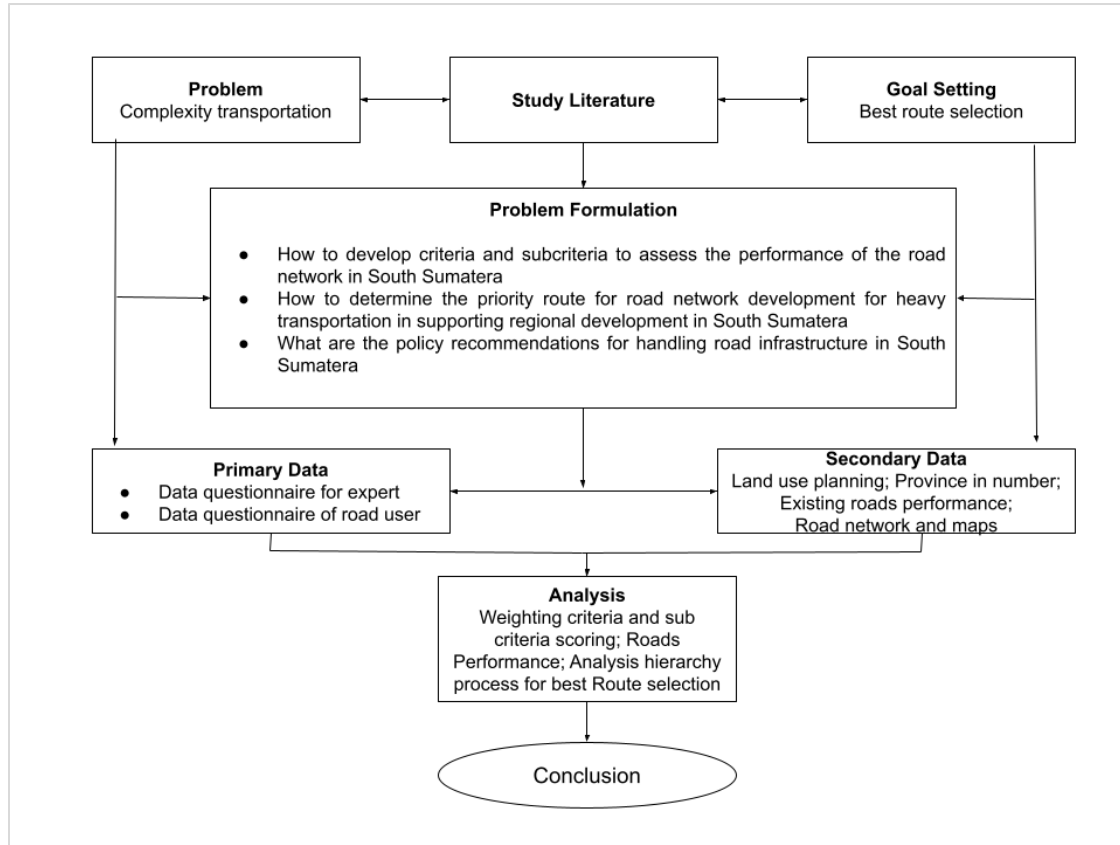 Problem
Complexity transportation
Study Literature
Goal Setting
Best route selection
Problem Formulation
● How to develop criteria and subcriteria to assess the performance of the road
network in South Sumatera
● How to determine the priority route for road network development for heavy
transportation in supporting regional development in South Sumatera
● What are the policy recommendations for handling road infrastructure in South
Sumatera
Primary Data
● Data questionnaire for expert
● Data questionnaire of road user
Secondary Data
Land use planning; Province in number;
Existing roads performance;
Road network and maps
Analysis
Weighting criteria and sub
criteria scoring; Roads
Performance; Analysis hierarchy
process for best Route selection
Conclusion